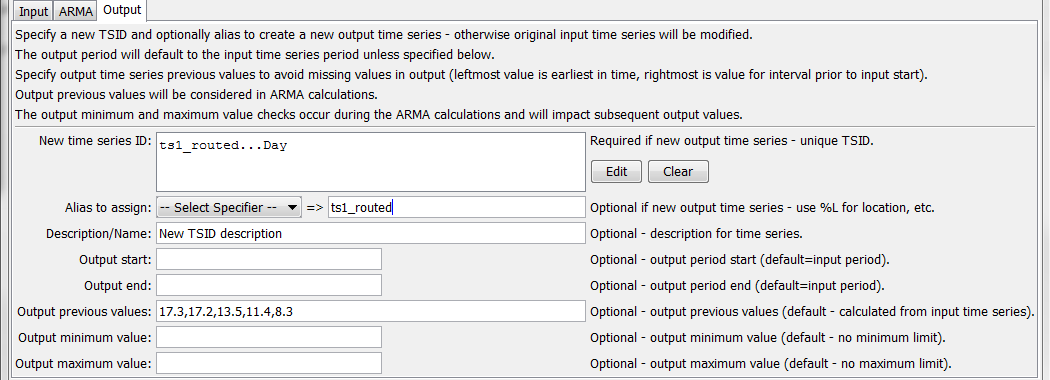 Input ARMA Output
Specify a new TSID and optionally alias to create a new output time series - otherwise original input time series will be modified.
The output period will default to the input time series period unless specified below.
Specify output time series previous values to avoid missing values in output (leftmost value is earliest in time, rightmost is value for interval prior to input start).
Output previous values will be considered in ARMA calculations.
The output minimum and maximum value checks occur during the ARMA calculations and will impact subsequent output values.
New time series ID: ts1_routed...Day Required if new output time series - unique TSID.
Edit Clear
Alias to assign: -- Select Specifier -- => ts1_routed Optional if new output time series - use %L for location, etc.
Description/Name: New TSID description Optional - description for time series.
Output start: Optional - output period start (default=input period).
Output end: Optional - output period end (default=input period).
Output previous values: 17.3,17.2,13.5,11.4,8.3 Optional - output previous values (default - calculated from input time series).
Output minimum value: Optional - output minimum value (default - no minimum limit).
Output maximum value: Optional - output maximum value (default - no maximum limit).